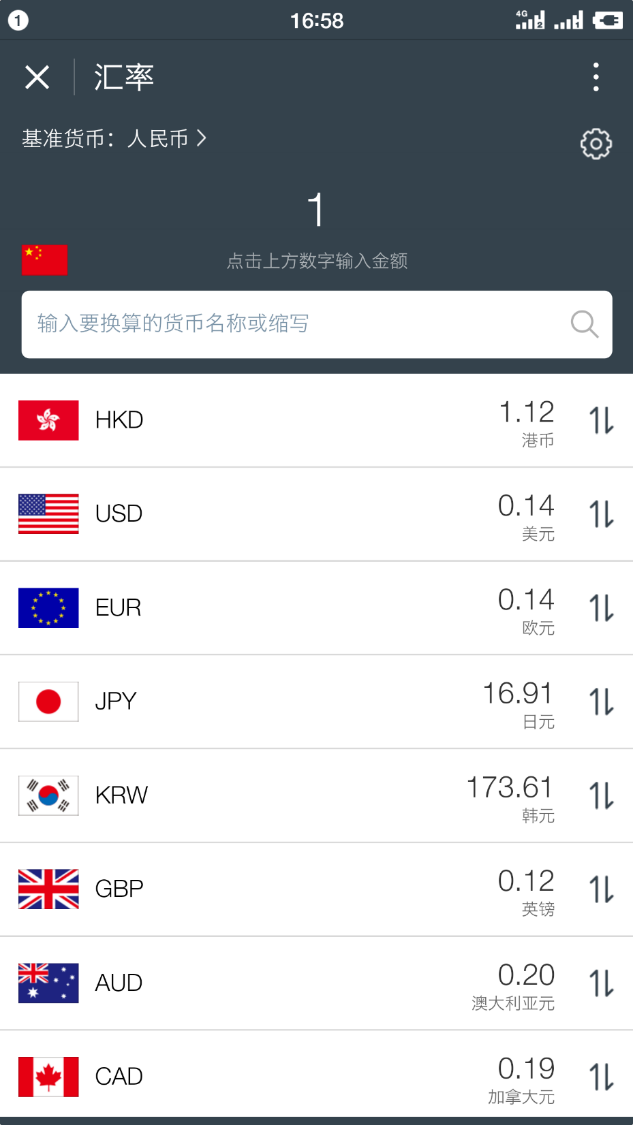 1
16:58
4G
2
汇率
基准货币：人民币
1
点击上方数字输入金额
输入要换算的货币名称或缩写
HKD
1.12
港币
USD
0.14
美元
EUR
0.14
欧元
JPY
16.91
日元
KRW
173.61
韩元
GBP
0.12
英镑
AUD
0.20
澳大利亚元
CAD
0.19
加拿大元